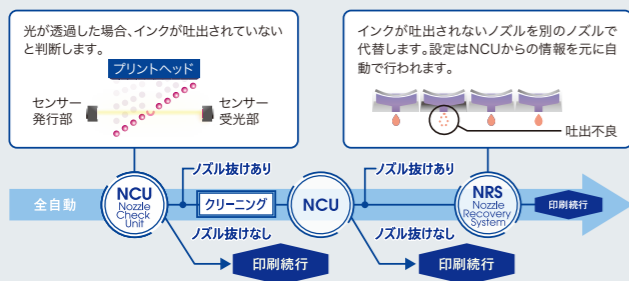 光が透過した場合、インクが吐出されていない
と判断します。
プリントヘッド
センサー
発行部
センサー
受光部
インクが吐出されないノズルを別のノズルで
代替します。設定はNCUからの情報を元に自
動で行われます。
吐出不良
全自動
NCU
Nozzle
Check
Unit
ノズル抜けあり
クリーニング
ノズル抜けなし
印刷続行
NCU
ノズル抜けあり
ノズル抜けなし
印刷続行
NRS
Nozzle
Recovery
System
印刷続行